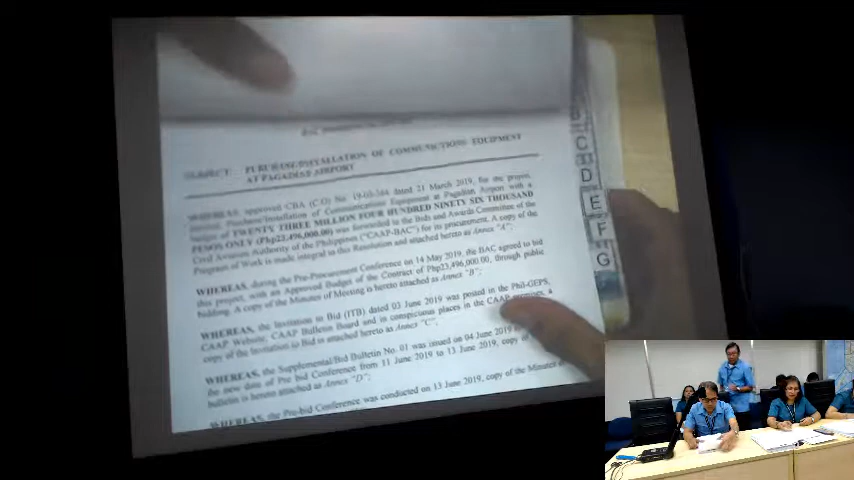 SUBJECT: PURCHASE/INSTALLATION OF COMMUNICTIONS EQUIPMENT
AT PAGADIAN AIRPORT
WHEREAS, approved CBA (C.O) No. 19-03-264 dated 21 March 2019, for the project,
Purchase/Installation of Communications Equipment at Pagadian Airport with a
budget of TWENTY THREE MILLION FOUR HUNDRED NINETY SIX THOUSAND
PESOS ONLY (Php23,496,000.00) was forwarded to the Bids and Awards Committee of the
Civil Aviation Authority of the Philippines ("CAAP-BAC") for its procurement. A copy of the
Program of Work is made integral to this Resolution and attached hereto as Annex "A";
WHEREAS, during the Pre-Procurement Conference on 14 May 2019, the BAC agreed to bid
this project, with an Approved Budget of the Contract of Php23,496,000.00, through public
bidding. A copy of the Minutes of Meeting is hereto attached as Annex "B";
WHEREAS, the Invitation to Bid (ITB) dated 03 June 2019 was posted in the Phil-GEPS,
CAAP Website, CAAP Bulletin Board and in conspicuous places in the CAAP premises, a
copy of the Invitation to Bid is attached hereto as Annex "C";
WHEREAS, the Supplemental/Bid Bulletin No. 01 was issued on 04 June 2019
the new date of Pre bid Conference from 11 June 2019 to 13 June 2019, copy of
bulletin is hereto attached as Annex "D";
WHEREAS, the Pre-bid Conference was conducted on 13 June 2019, copy of the Minutes
B
C
D
E
F
G